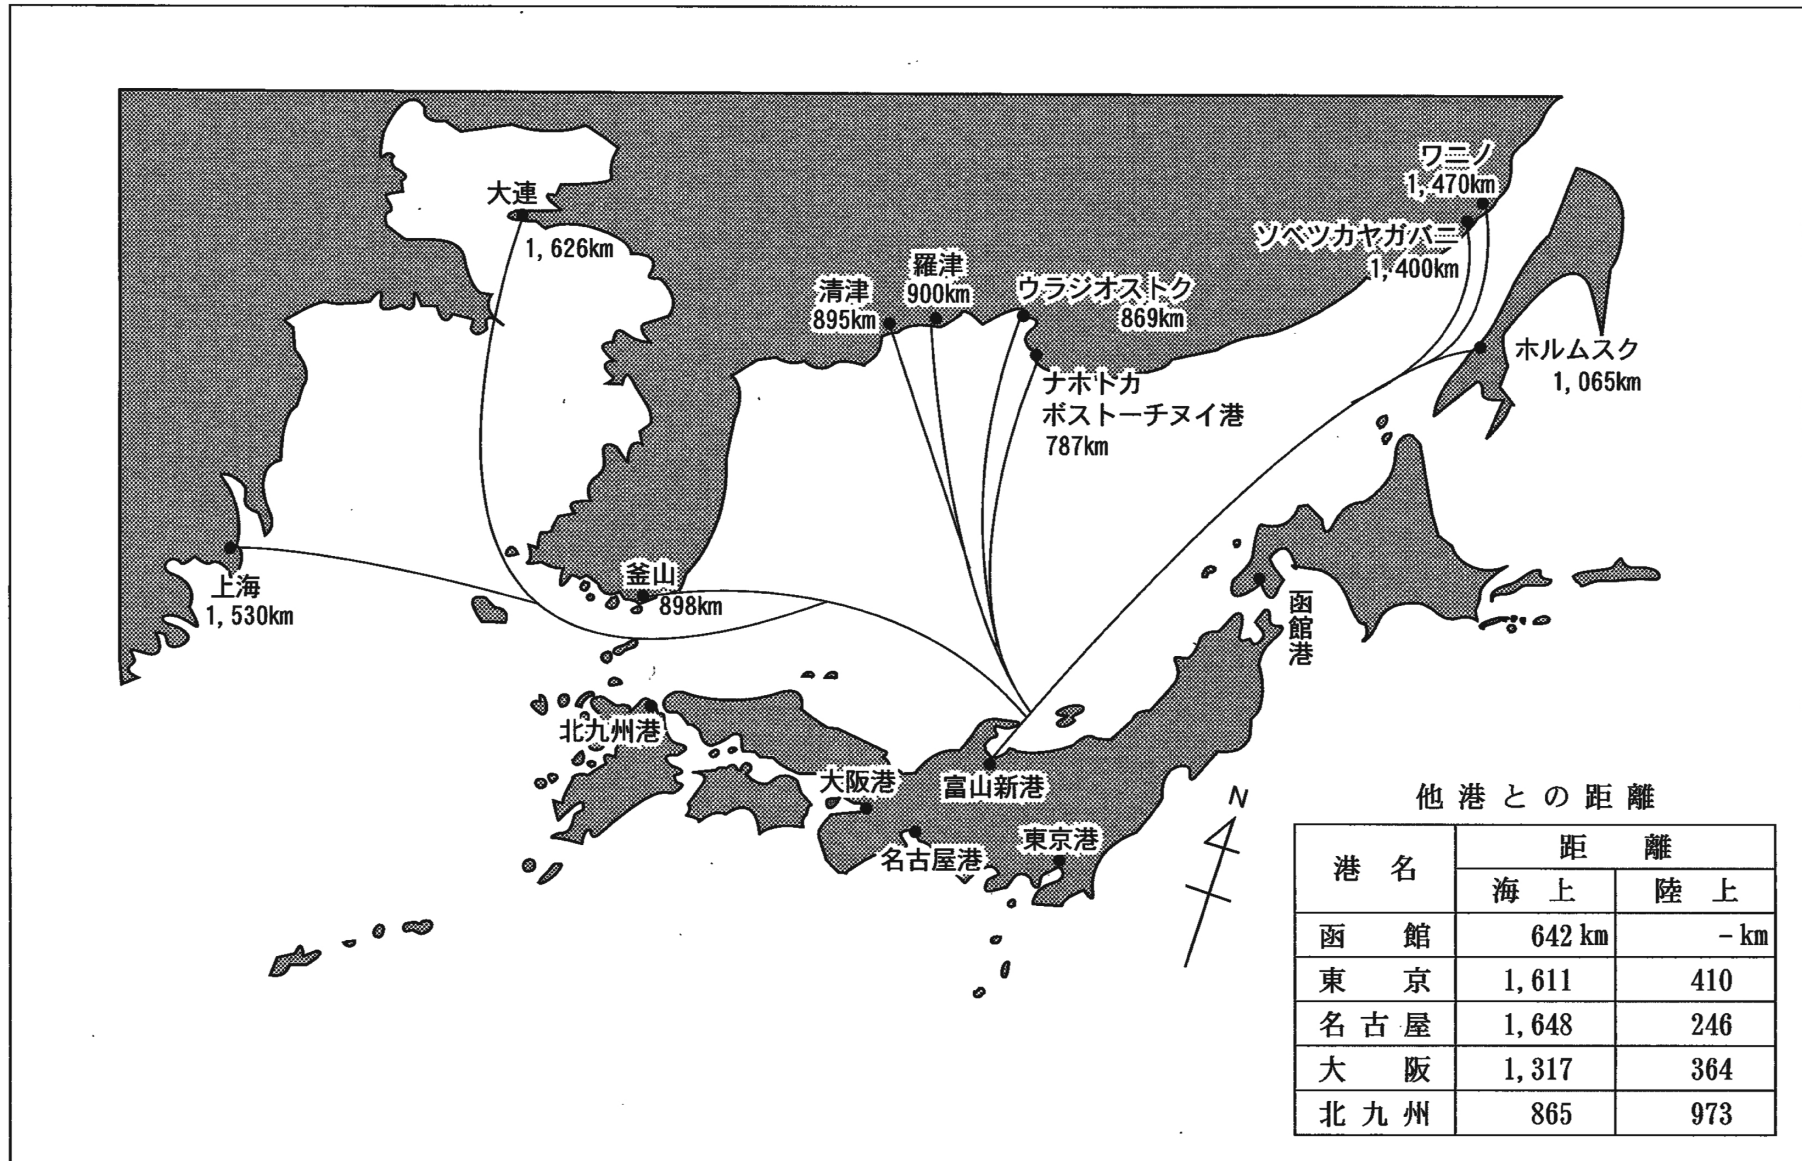 ワニノ
1,470km
大連
1,626km
ソベツカヤガバニ
1,400km
羅津
900km
清津
895km
ウラジオストク
869km
ホルムスク
1,065km
ナホトカ
ボストーチヌイ港
787km
上海
1,530km
釜山
898km
函館港
北九州港
大阪港
富山新港
名古屋港
東京港
N
他港との距離
港名 距離
海上 陸上
函館 642km -km
東京 1,611 410
名古屋 1,648 246
大阪 1,317 364
北九州 865 973